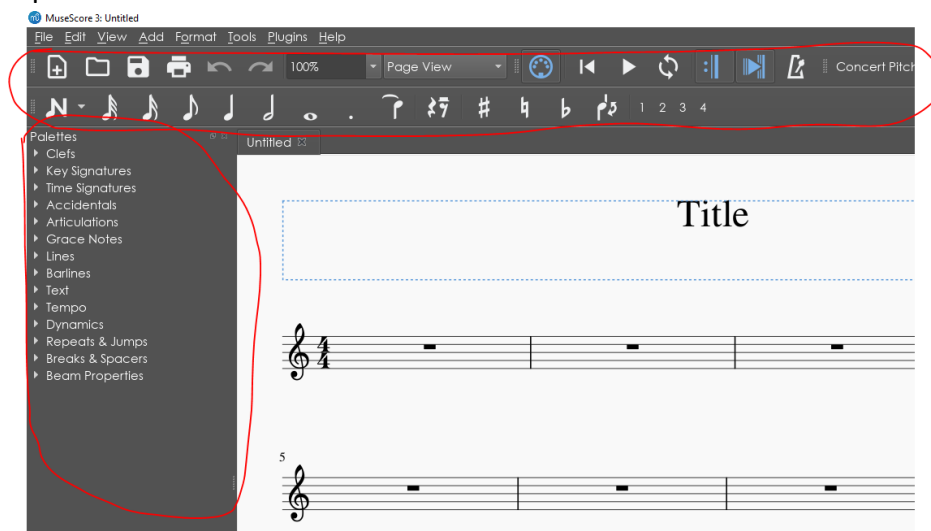 MuseScore 3: Untitled
File Edit View Add Format Tools Plugins Help
100% Page View Concert Pitch
1 2 3 4
Palettes
Untitled
Clefs
Key Signatures
Time Signatures
Accidentals
Articulations
Grace Notes
Lines
Barlines
Text
Tempo
Dynamics
Repeats & Jumps
Breaks & Spacers
Beam Properties
Title
4
4
5